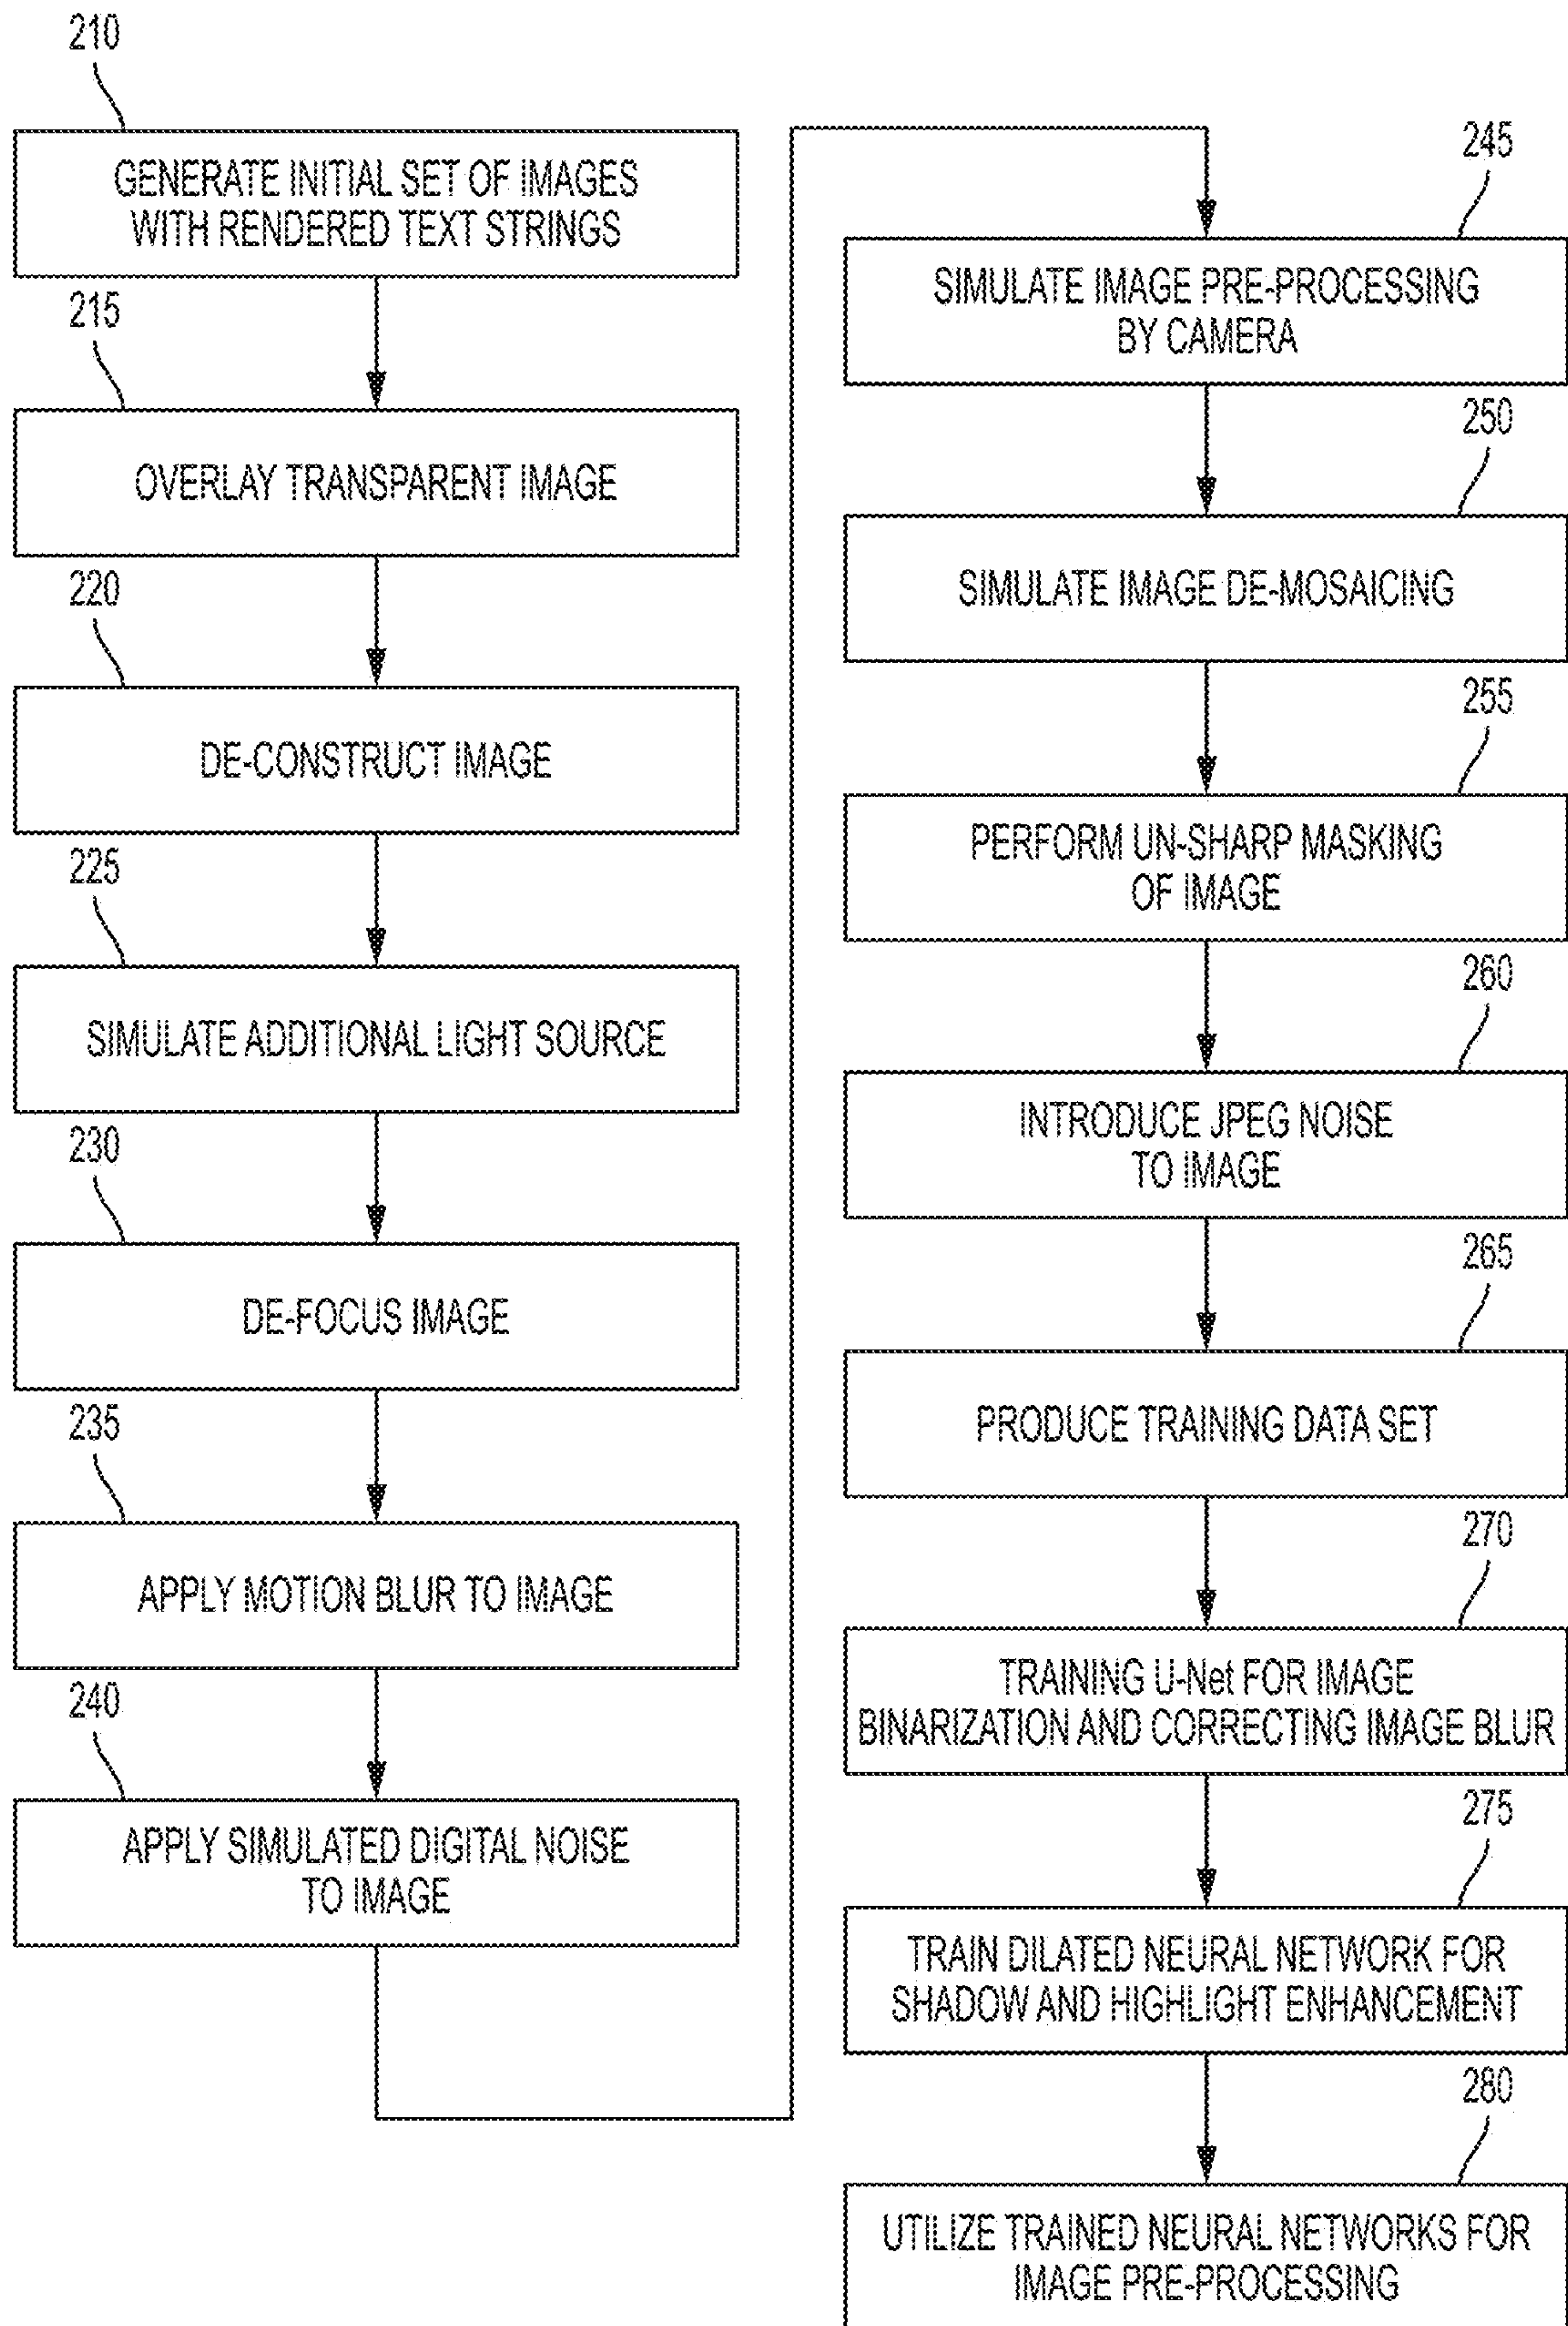 210
GENERATE INITIAL SET OF IMAGES
WITH RENDERED TEXT STRINGS
215
OVERLAY TRANSPARENT IMAGE
220
DE-CONSTRUCT IMAGE
225
SIMULATE ADDITIONAL LIGHT SOURCE
230
DE-FOCUS IMAGE
235
APPLY MOTION BLUR TO IMAGE
240
APPLY SIMULATED DIGITAL NOISE
TO IMAGE
245
SIMULATE IMAGE PRE-PROCESSING
BY CAMERA
250
SIMULATE IMAGE DE-MOSAICING
255
PERFORM UN-SHARP MASKING
OF IMAGE
260
INTRODUCE JPEG NOISE
TO IMAGE
265
PRODUCE TRAINING DATA SET
270
TRAINING U-Net FOR IMAGE
BINARIZATION AND CORRECTING IMAGE BLUR
275
TRAIN DILATED NEURAL NETWORK FOR
SHADOW AND HIGHLIGHT ENHANCEMENT
280
UTILIZE TRAINED NEURAL NETWORKS FOR
IMAGE PRE-PROCESSING